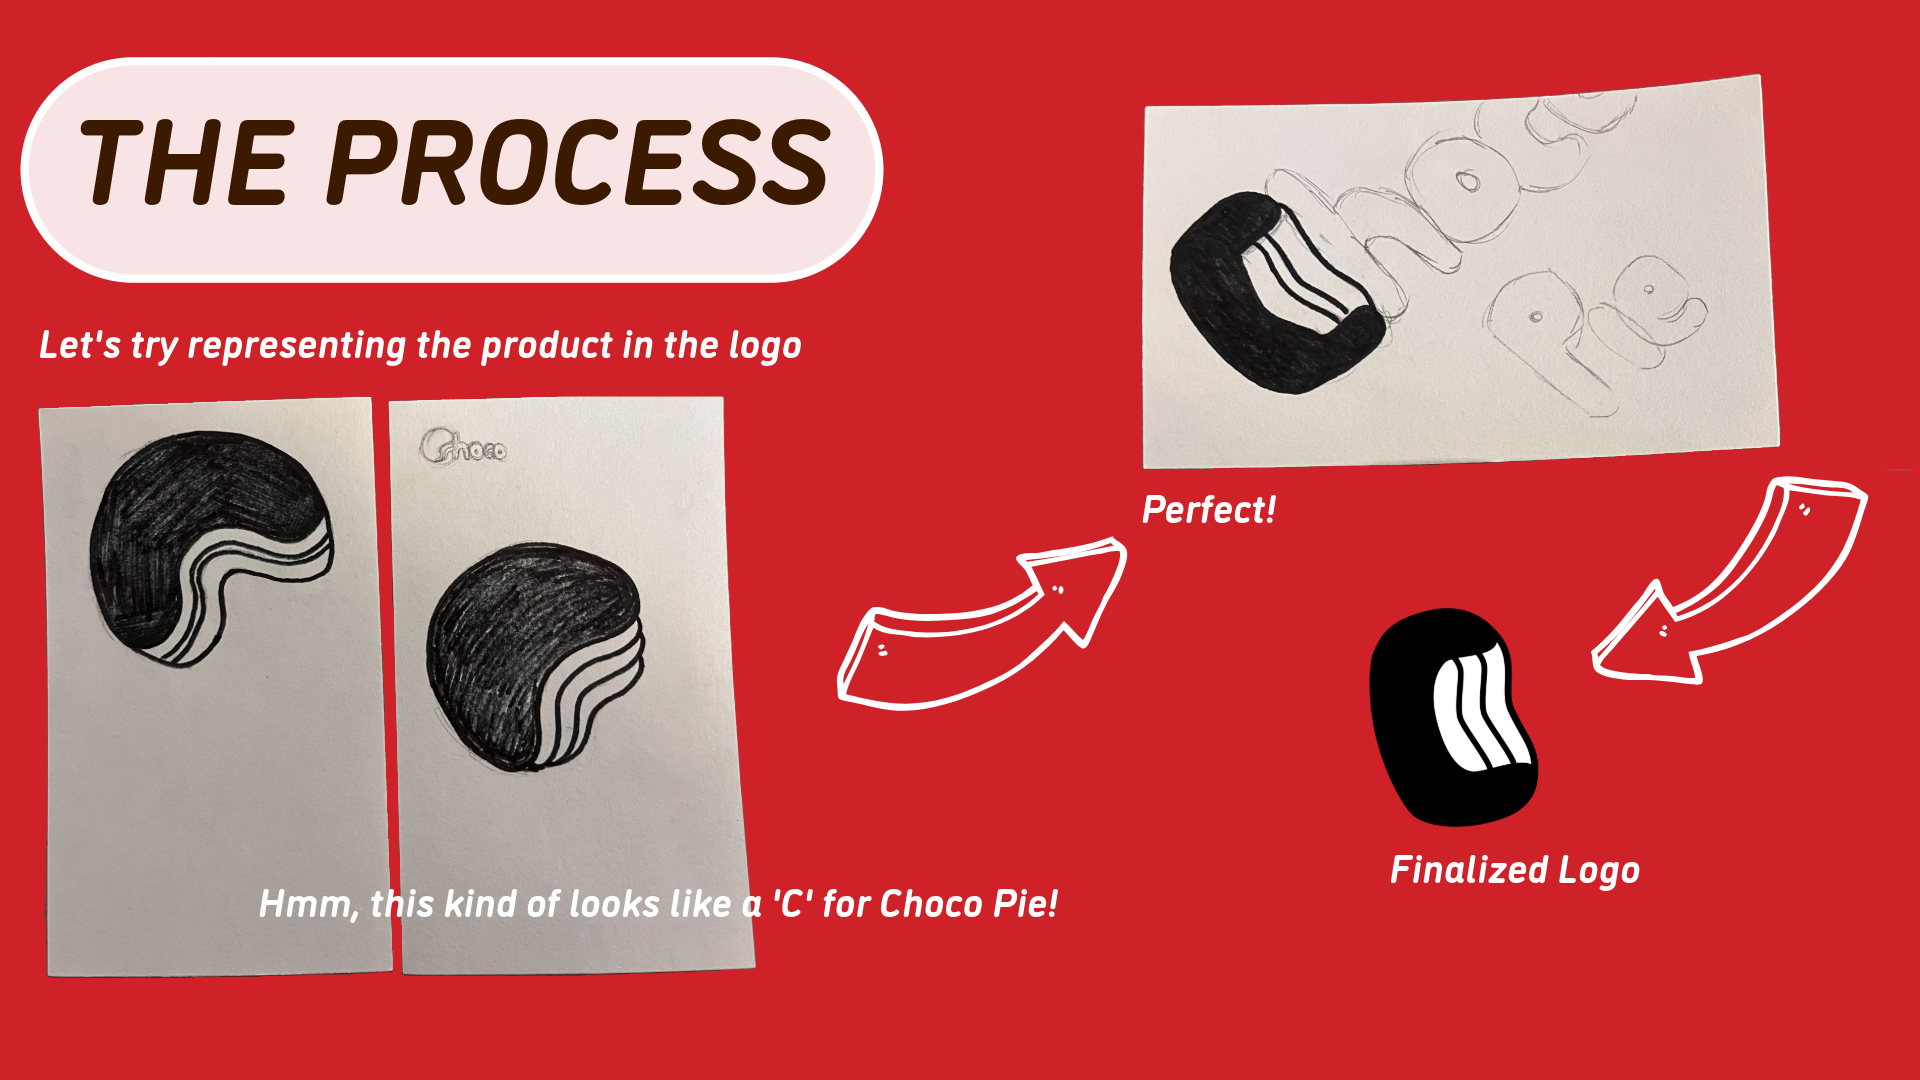 THE PROCESS
Let's try representing the product in the logo
Choco
Hmm, this kind of looks like a 'C' for Choco Pie!
Choco
Pie
Perfect!
Finalized Logo